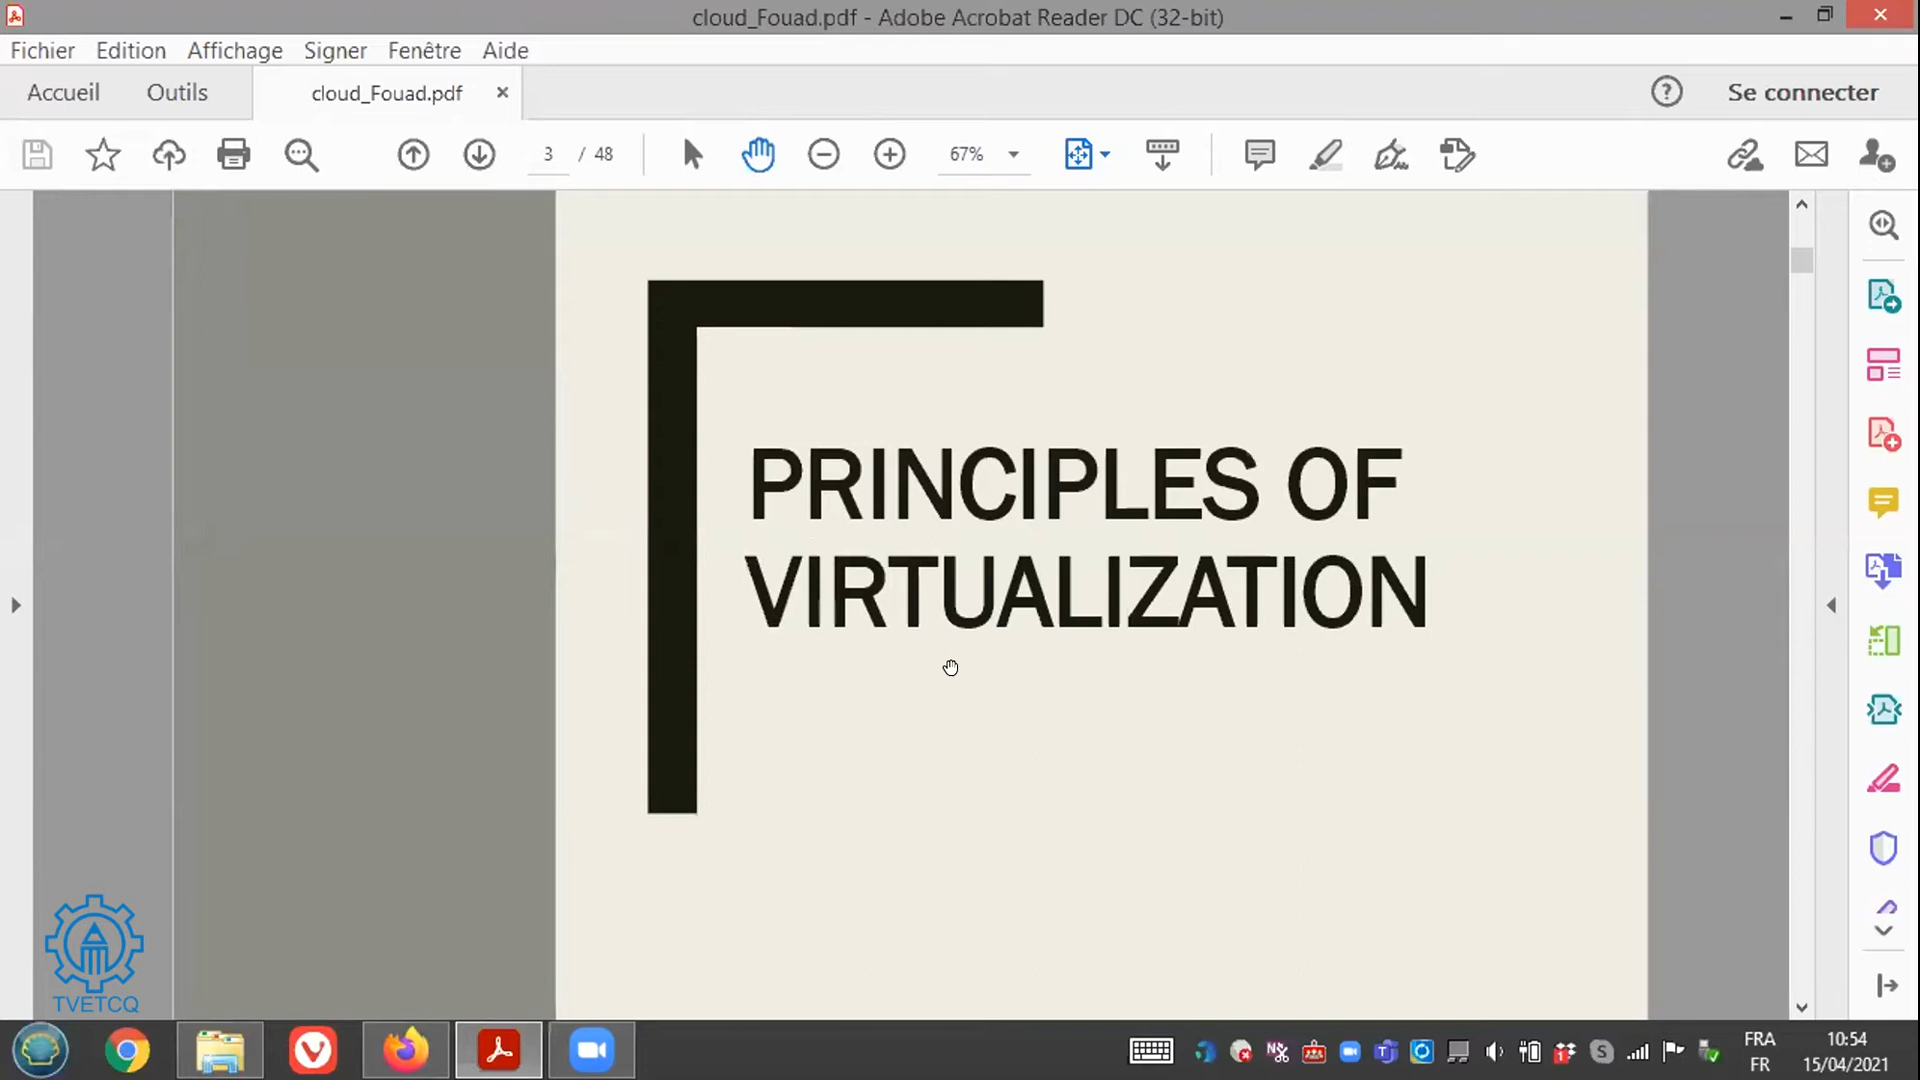 cloud_Fouad.pdf - Adobe Acrobat Reader DC (32-bit)
Fichier Edition Affichage Signer Fenêtre Aide
Accueil Outils cloud_Fouad.pdf Se connecter
3 / 48 67%
PRINCIPLES OF
VIRTUALIZATION
TVETCQ
FRA 10:54
FR 15/04/2021